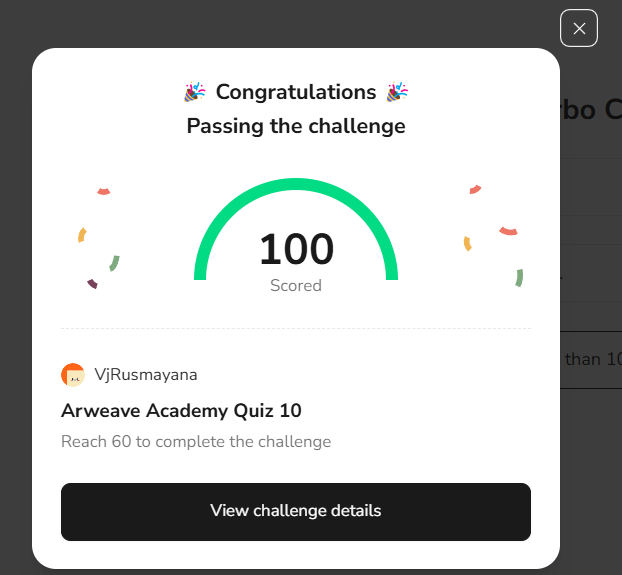 🎉 Congratulations 🎉
Passing the challenge
100
Scored
VjRusmayana
Arweave Academy Quiz 10
Reach 60 to complete the challenge
View challenge details
than 10